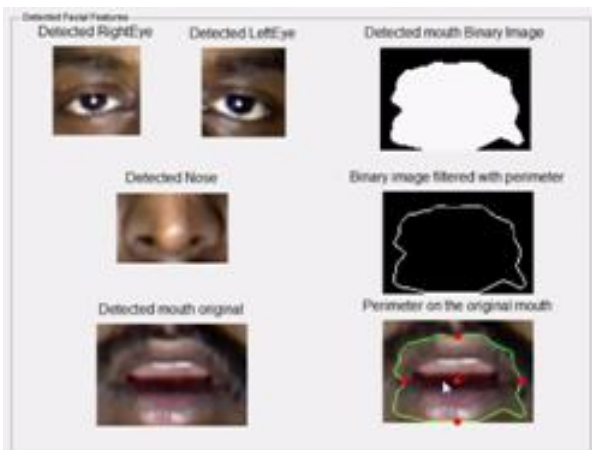 Detected Facial Features
Detected RightEye
Detected LeftEye
Detected mouth Binary Image
Detected Nose
Binary image filtered with perimeter
Detected mouth original
Perimeter on the original mouth